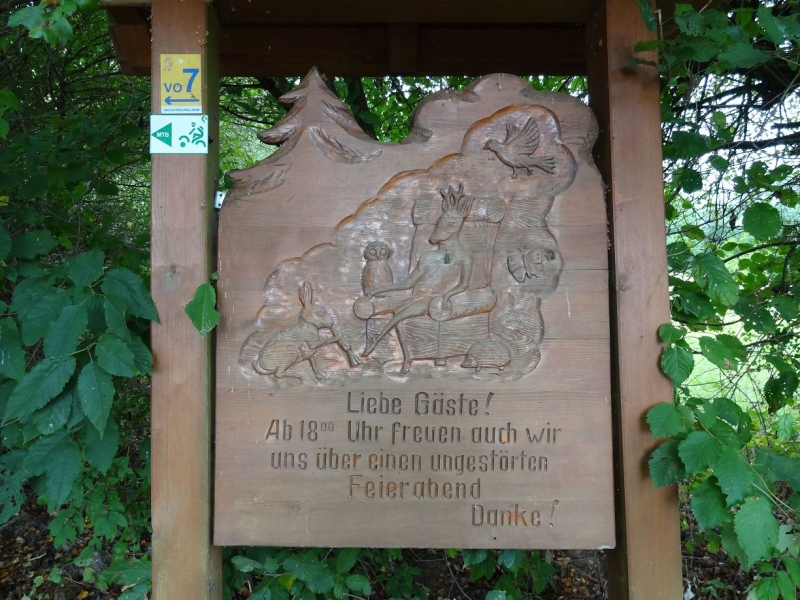 VO7
MTB
Liebe Gäste!
Ab 18⁰⁰ Uhr freuen auch wir
uns über einen ungestörten
Feierabend
Danke!